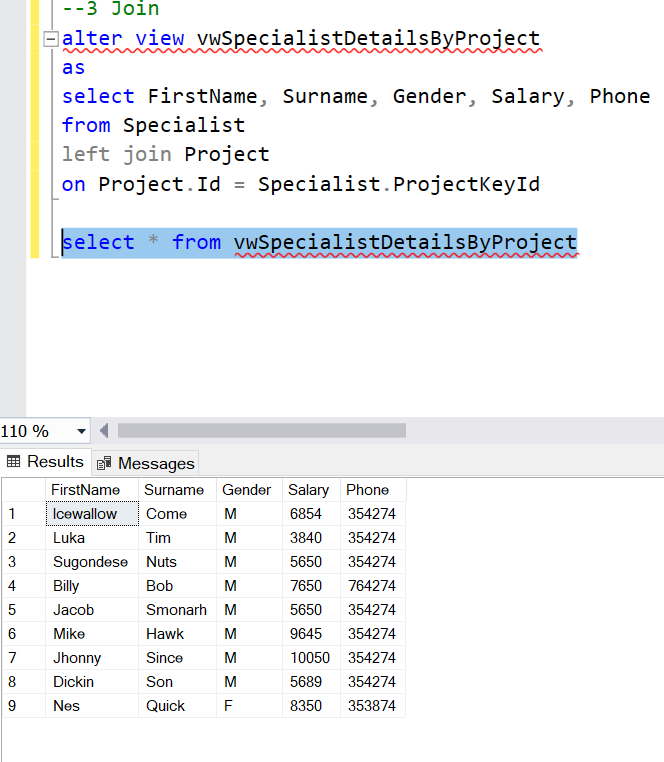 --3 Join
alter view vwSpecialistDetailsByProject
as
select FirstName, Surname, Gender, Salary, Phone
from Specialist
left join Project
on Project.Id = Specialist.ProjectKeyId
select * from vwSpecialistDetailsByProject
110 %
Results Messages
FirstName Surname Gender Salary Phone
1 Icewallow Come M 6854 354274
2 Luka Tim M 3840 354274
3 Sugondese Nuts M 5650 354274
4 Billy Bob M 7650 764274
5 Jacob Smonarh M 5650 354274
6 Mike Hawk M 9645 354274
7 Jhonny Since M 10050 354274
8 Dickin Son M 5689 354274
9 Nes Quick F 8350 353874